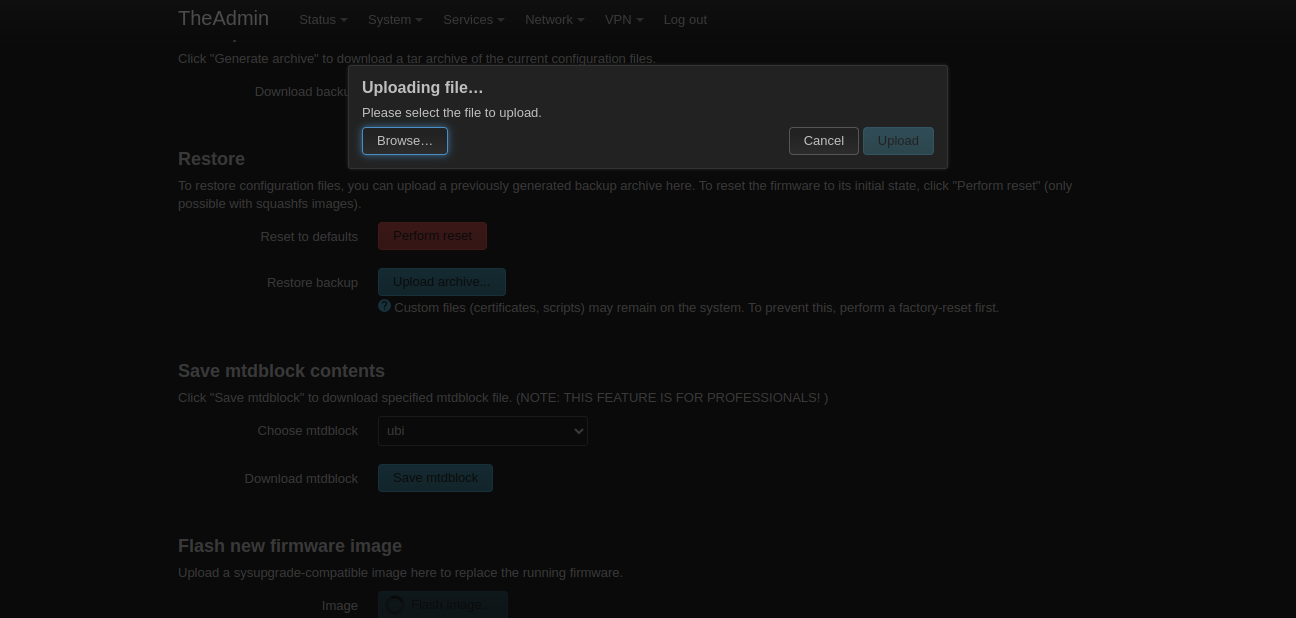 TheAdmin Status System Services Network VPN Log out
Click "Generate archive" to download a tar archive of the current configuration files.
Download backu
Uploading file…
Please select the file to upload.
Browse… Cancel Upload
Restore
To restore configuration files, you can upload a previously generated backup archive here. To reset the firmware to its initial state, click "Perform reset" (only
possible with squashfs images).
Reset to defaults Perform reset
Restore backup Upload archive...
? Custom files (certificates, scripts) may remain on the system. To prevent this, perform a factory-reset first.
Save mtdblock contents
Click "Save mtdblock" to download specified mtdblock file. (NOTE: THIS FEATURE IS FOR PROFESSIONALS! )
Choose mtdblock ubi
Download mtdblock Save mtdblock
Flash new firmware image
Upload a sysupgrade-compatible image here to replace the running firmware.
Image Flash image...